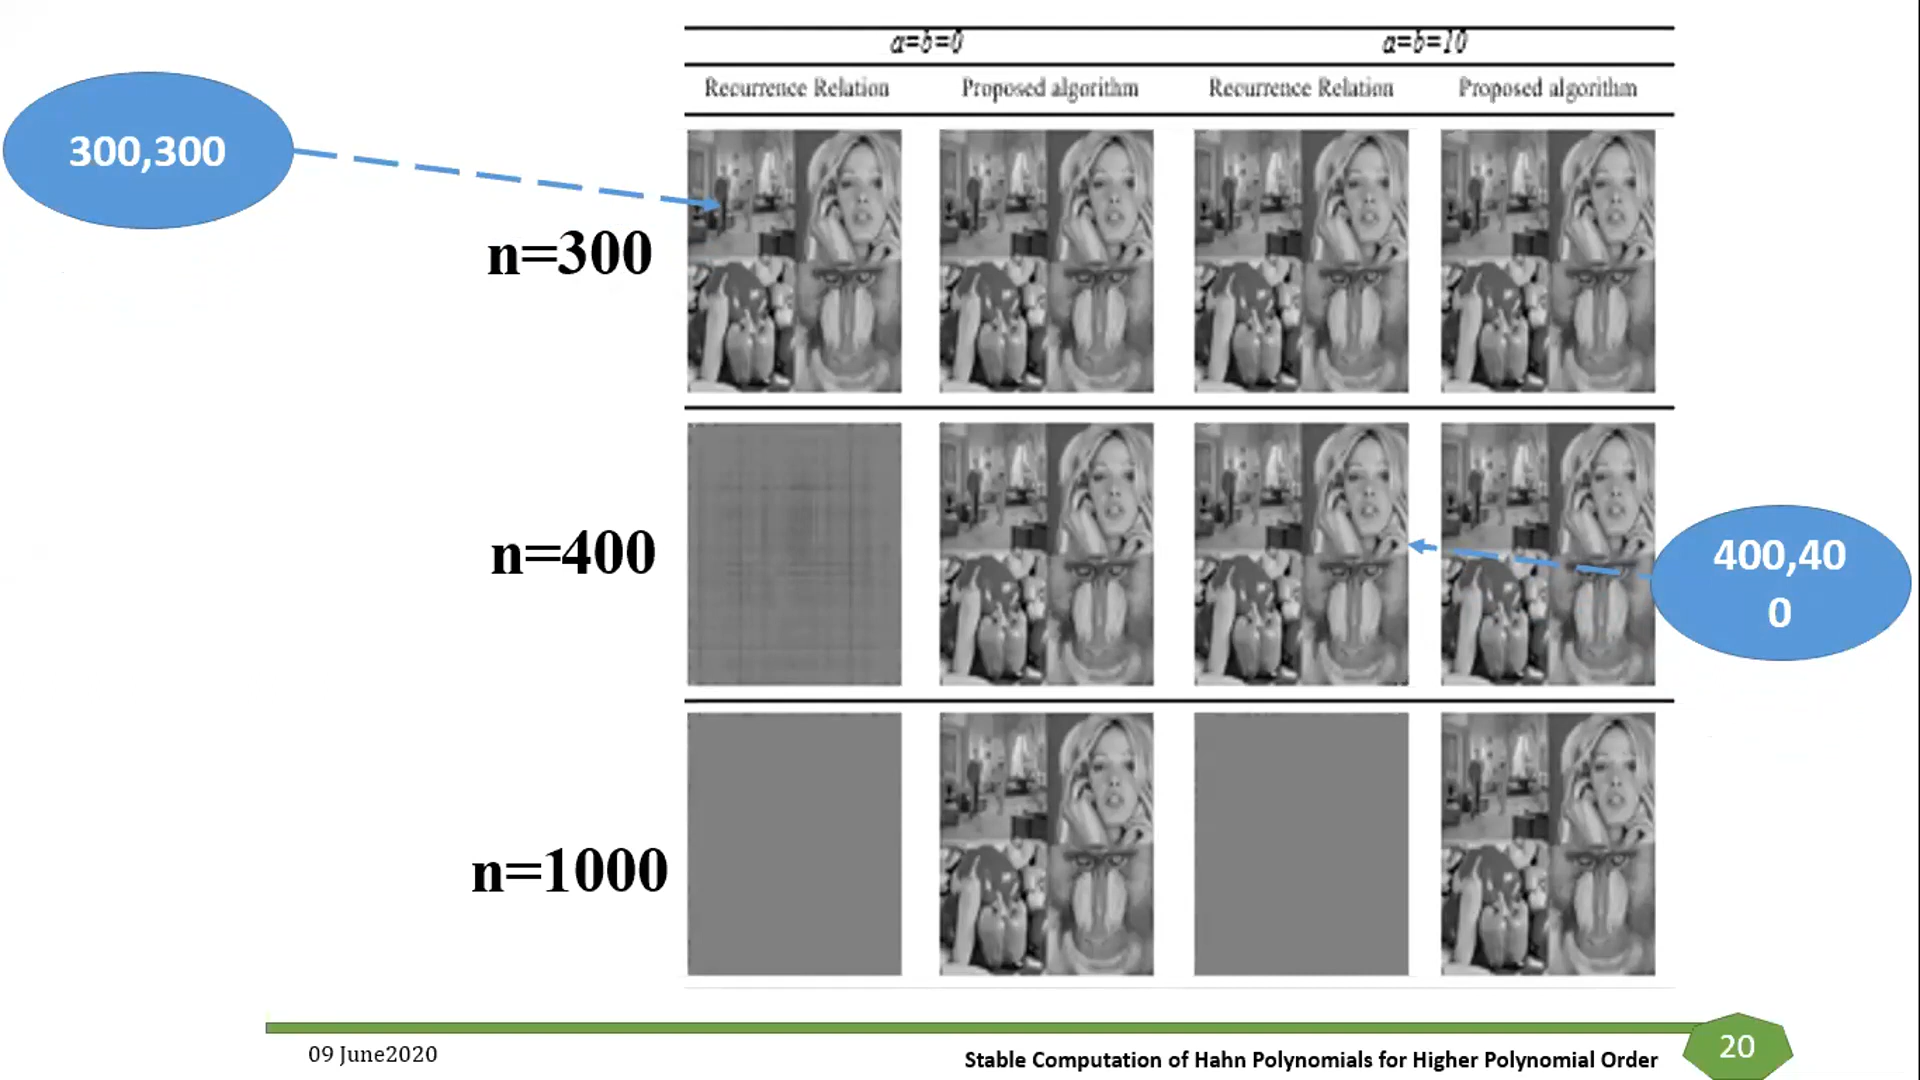 a=b=0
a=b=10
Recurrence Relation
Proposed algorithm
Recurrence Relation
Proposed algorithm
300,300
n=300
n=400
400,40
0
n=1000
09 June2020
Stable Computation of Hahn Polynomials for Higher Polynomial Order
20